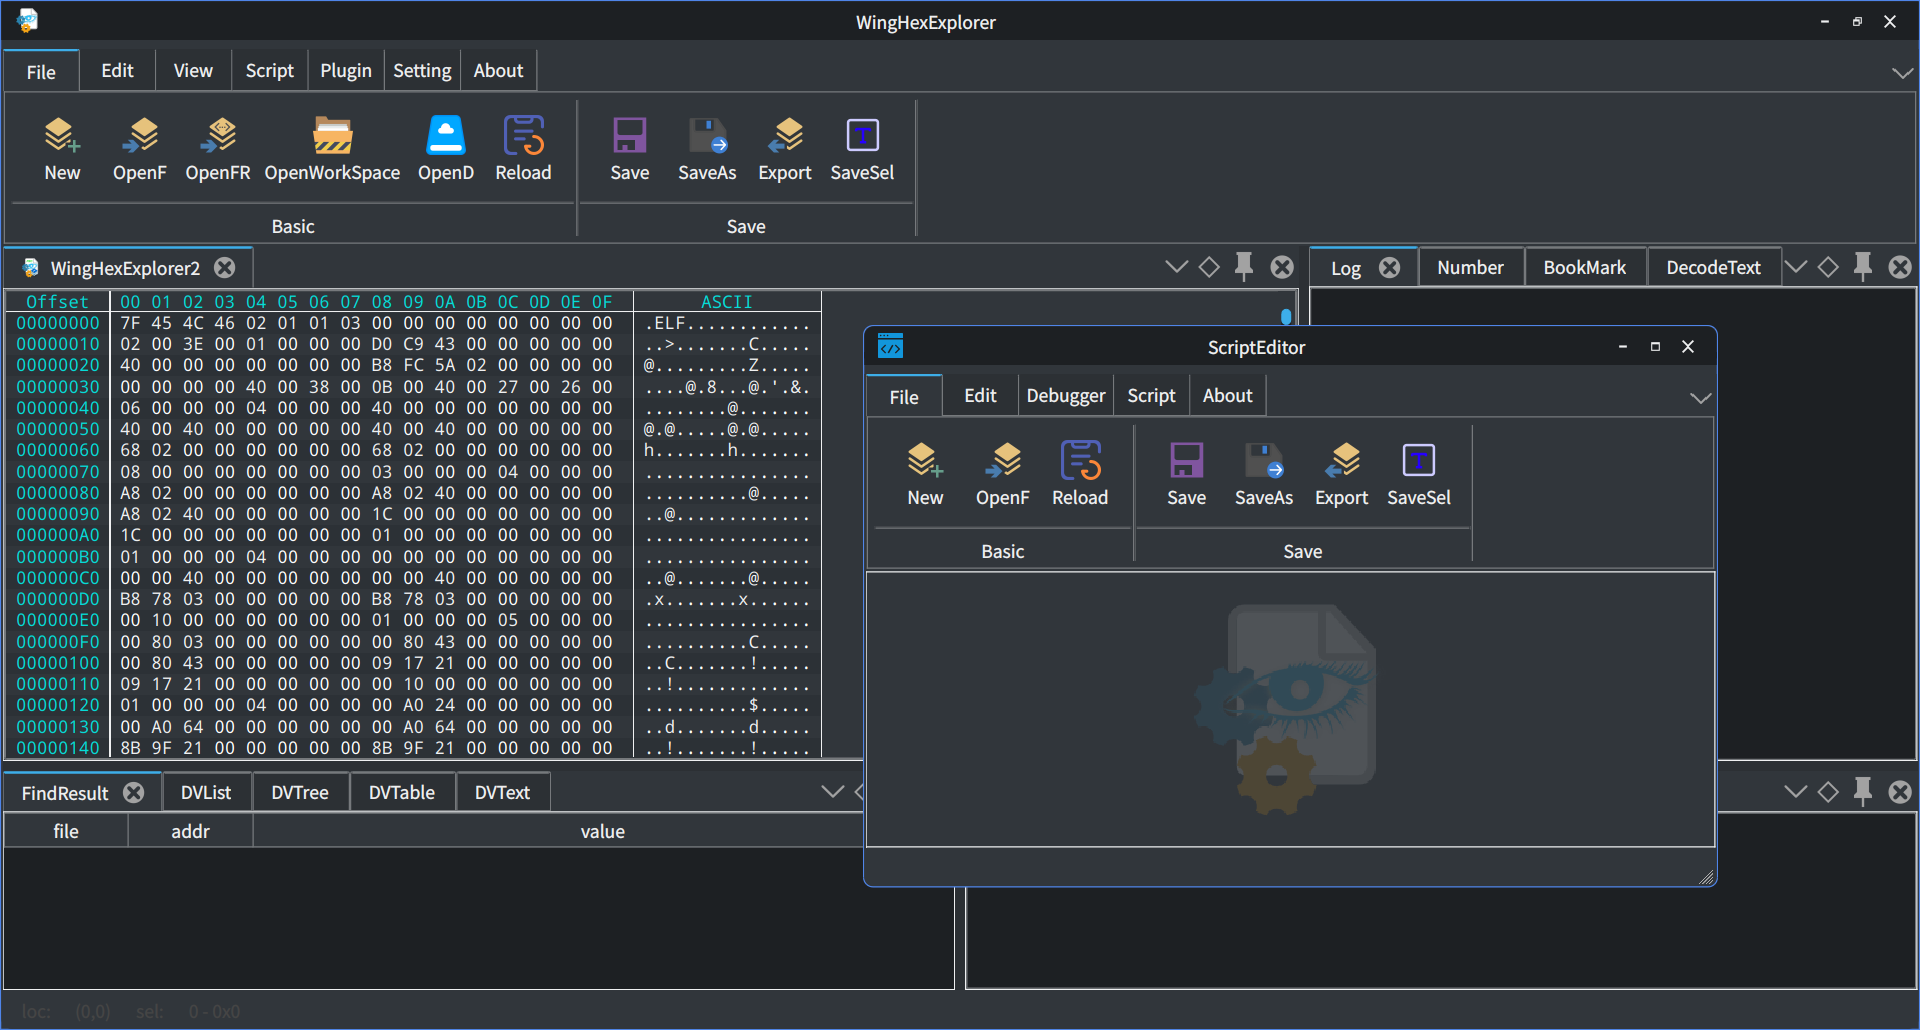 WingHexExplorer
File Edit View Script Plugin Setting About
New OpenF OpenFR OpenWorkSpace OpenD Reload Save SaveAs Export SaveSel
Basic Save
WingHexExplorer2
Log Number BookMark DecodeText
Offset 00 01 02 03 04 05 06 07 08 09 0A 0B 0C 0D 0E 0F ASCII
00000000 7F 45 4C 46 02 01 01 03 00 00 00 00 00 00 00 00 .ELF............
00000010 02 00 3E 00 01 00 00 00 D0 C9 43 00 00 00 00 00 ..>.......C.....
00000020 40 00 00 00 00 00 00 00 B8 FC 5A 02 00 00 00 00 @.........Z.....
00000030 00 00 00 00 40 00 38 00 0B 00 40 00 27 00 26 00 ....@.8...@.'.&.
00000040 06 00 00 00 04 00 00 00 40 00 00 00 00 00 00 00 ........@.......
00000050 40 00 40 00 00 00 00 00 40 00 40 00 00 00 00 00 @.@.....@.@.....
00000060 68 02 00 00 00 00 00 00 68 02 00 00 00 00 00 00 h.......h.......
00000070 08 00 00 00 00 00 00 00 03 00 00 00 04 00 00 00 ................
00000080 A8 02 00 00 00 00 00 00 A8 02 40 00 00 00 00 00 ..........@.....
00000090 A8 02 40 00 00 00 00 00 1C 00 00 00 00 00 00 00 ..@.............
000000A0 1C 00 00 00 00 00 00 00 01 00 00 00 00 00 00 00 ................
000000B0 01 00 00 00 04 00 00 00 00 00 00 00 00 00 00 00 ................
000000C0 00 00 40 00 00 00 00 00 00 00 40 00 00 00 00 00 ..@.......@.....
000000D0 B8 78 03 00 00 00 00 00 B8 78 03 00 00 00 00 00 .x.......x......
000000E0 00 10 00 00 00 00 00 00 01 00 00 00 05 00 00 00 ................
000000F0 00 80 03 00 00 00 00 00 00 80 43 00 00 00 00 00 ..........C.....
00000100 00 80 43 00 00 00 00 00 09 17 21 00 00 00 00 00 ..C.......!.....
00000110 09 17 21 00 00 00 00 00 00 10 00 00 00 00 00 00 ..!.............
00000120 01 00 00 00 04 00 00 00 00 A0 24 00 00 00 00 00 ..........$.....
00000130 00 A0 64 00 00 00 00 00 00 A0 64 00 00 00 00 00 ..d.......d.....
00000140 8B 9F 21 00 00 00 00 00 8B 9F 21 00 00 00 00 00 ..!.......!.....
ScriptEditor
File Edit Debugger Script About
New OpenF Reload Save SaveAs Export SaveSel
Basic Save
FindResult DVList DVTree DVTable DVText
file addr value
loc: (0,0) sel: 0 - 0x0